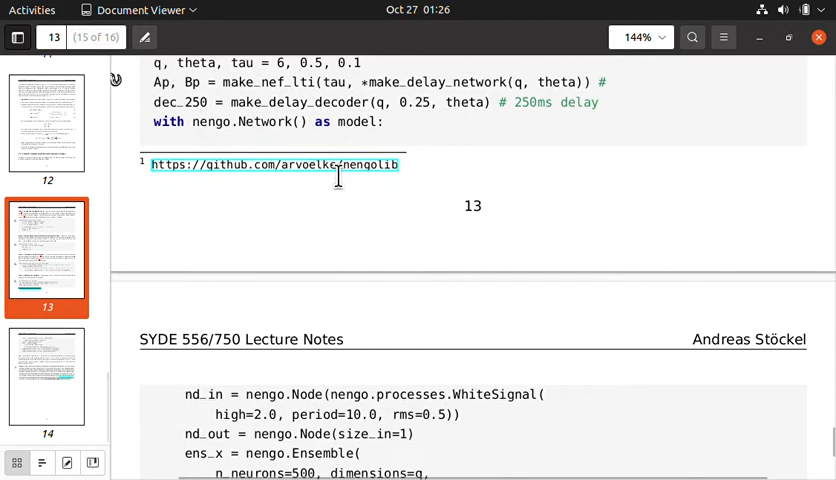 Activities
Document Viewer
Oct 27 01:26
13
(15 of 16)
144%
12
13
14
q, theta, tau = 6, 0.5, 0.1
Ap, Bp = make_nef_lti(tau, *make_delay_network(q, theta)) #
dec_250 = make_delay_decoder(q, 0.25, theta) # 250ms delay
with nengo.Network() as model:
1 https://github.com/arvoelke/nengolib
13
SYDE 556/750 Lecture Notes
Andreas Stöckel
nd_in = nengo.Node(nengo.processes.WhiteSignal(
high=2.0, period=10.0, rms=0.5))
nd_out = nengo.Node(size_in=1)
ens_x = nengo.Ensemble(
n_neurons=500, dimensions=q,